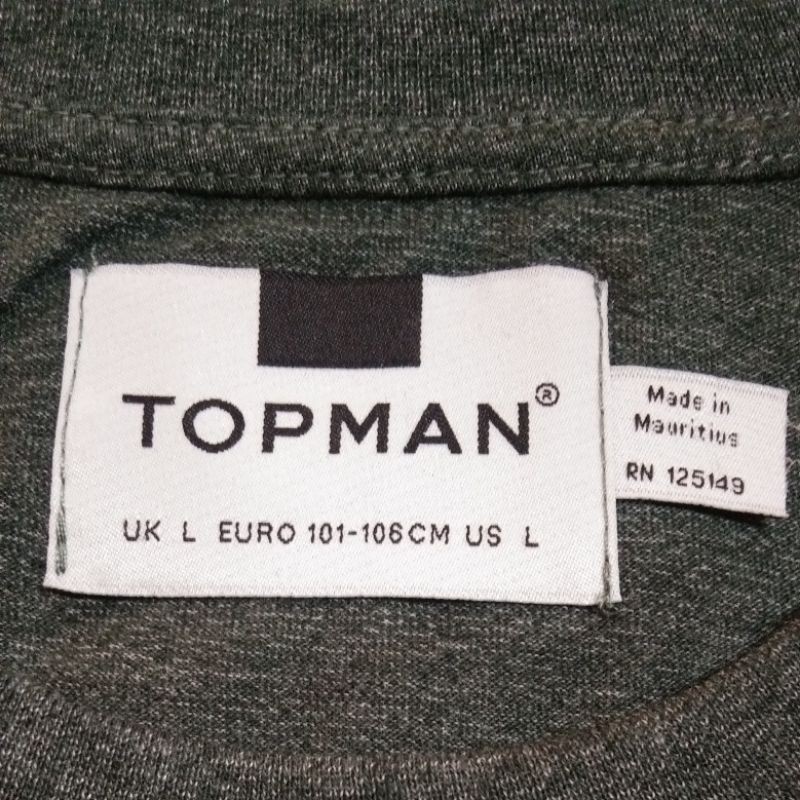 TOPMAN®
UK L EURO 101-106CM US L
Made in
Mauritius
RN 125149